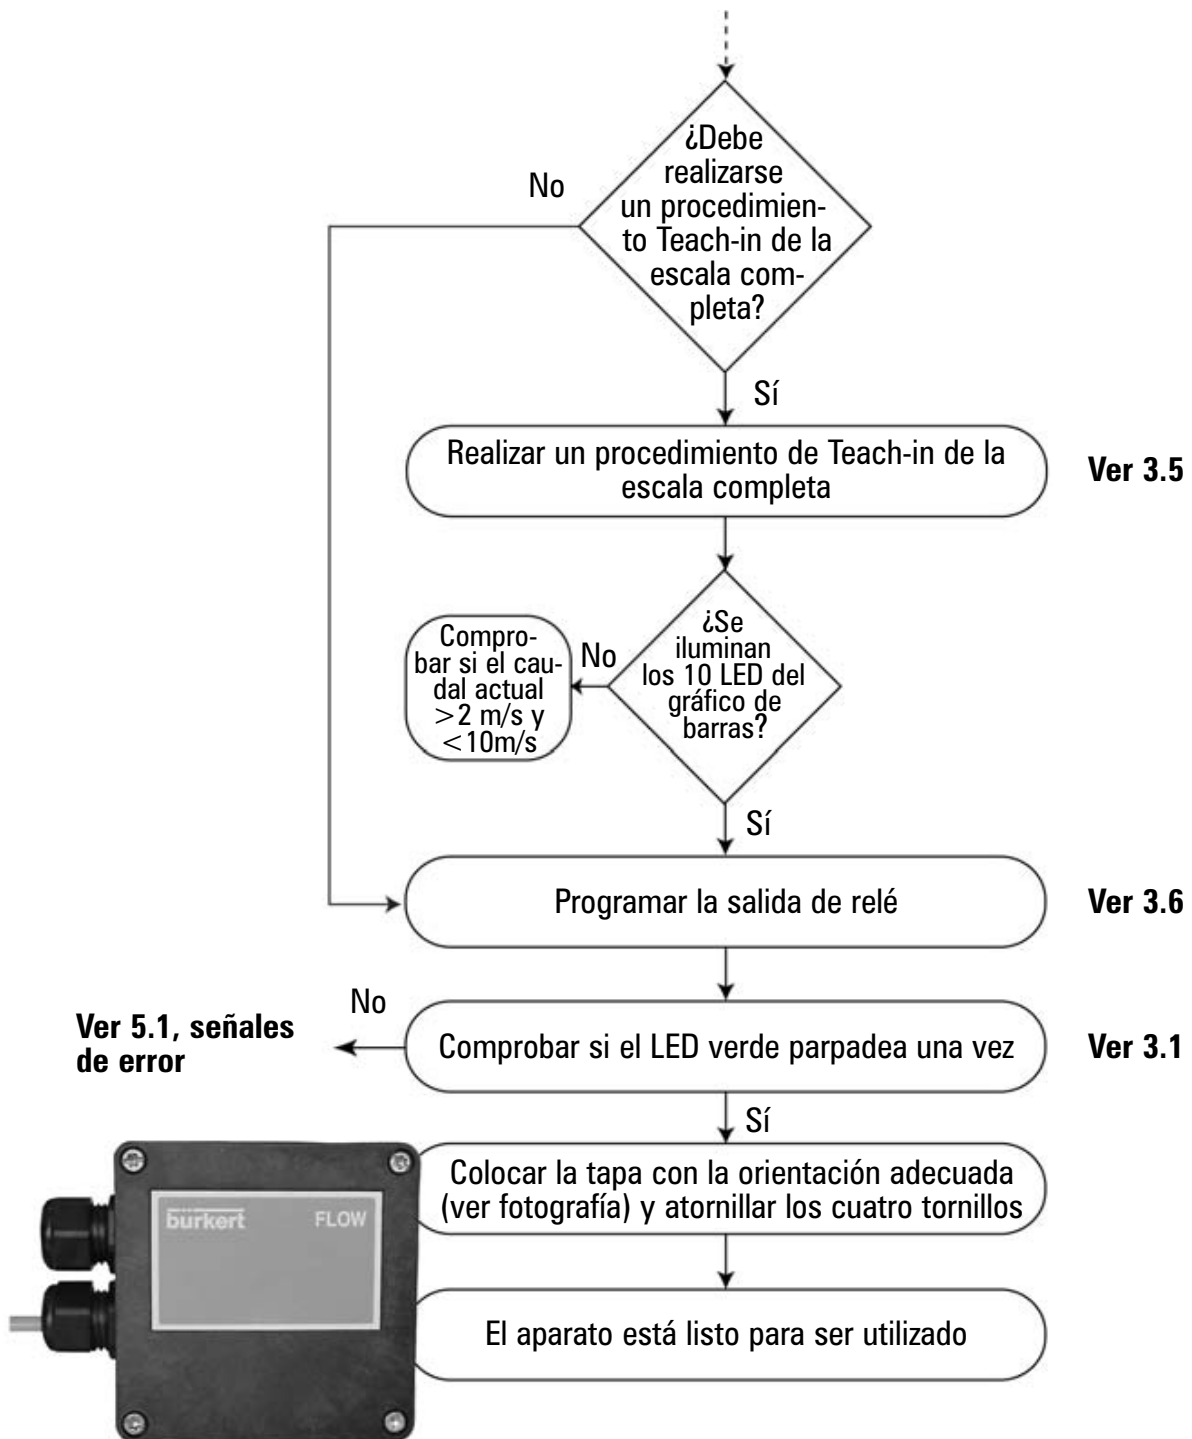 ¿Debe
realizarse
un procedimien-
to Teach-in de la
escala com-
pleta?
No
Sí
Realizar un procedimiento de Teach-in de la
escala completa
Ver 3.5
¿Se
iluminan
los 10 LED del
gráfico de
barras?
No
Compro-
bar si el cau-
dal actual
>2 m/s y
<10m/s
Sí
Programar la salida de relé
Ver 3.6
No
Ver 5.1, señales
de error
Comprobar si el LED verde parpadea una vez
Ver 3.1
Sí
Colocar la tapa con la orientación adecuada
(ver fotografía) y atornillar los cuatro tornillos
bürkert
FLOW
El aparato está listo para ser utilizado